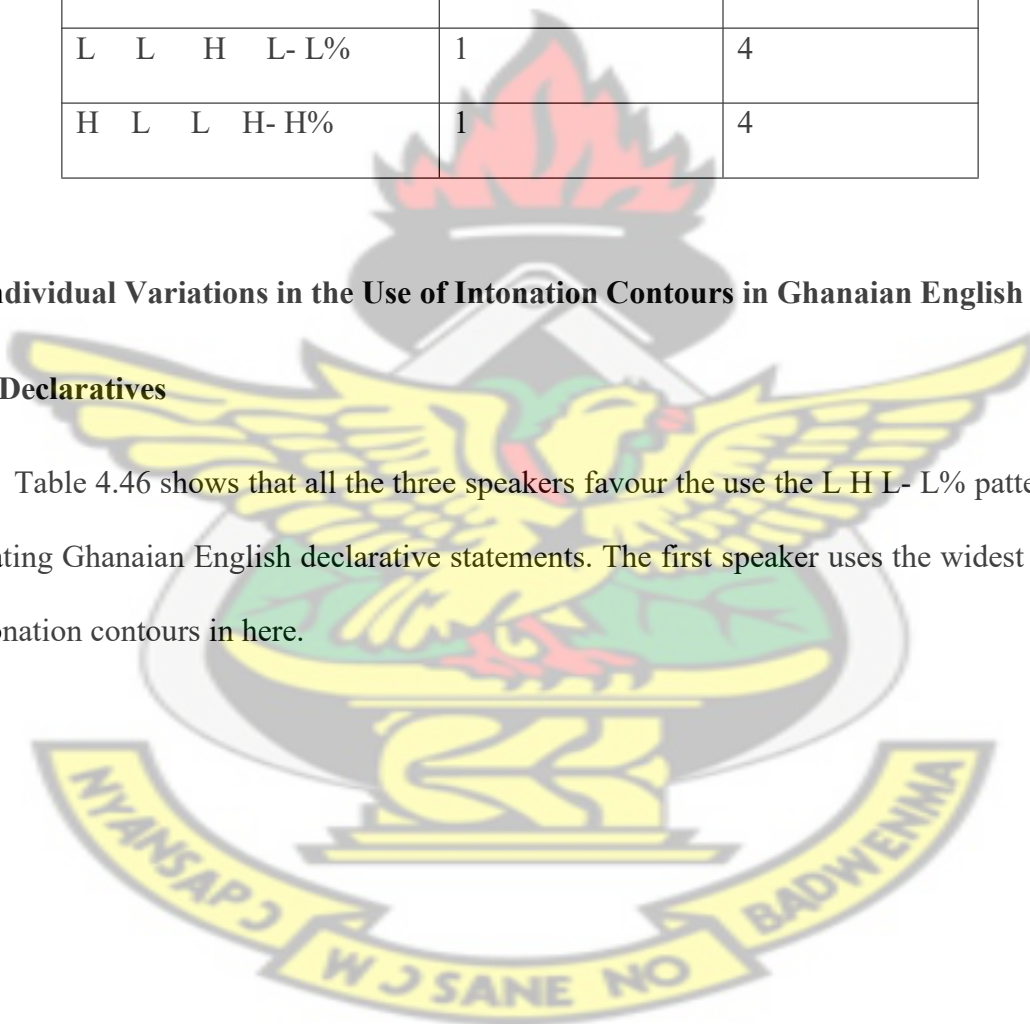 L L H L- L% 1 4
H L L H- H% 1 4
ndividual Variations in the Use of Intonation Contours in Ghanaian English
Declaratives
Table 4.46 shows that all the three speakers favour the use the L H L- L% patte
ating Ghanaian English declarative statements. The first speaker uses the widest
onation contours in here.
NYANSAPƆ
WƆ SANE NO
BADWENMA